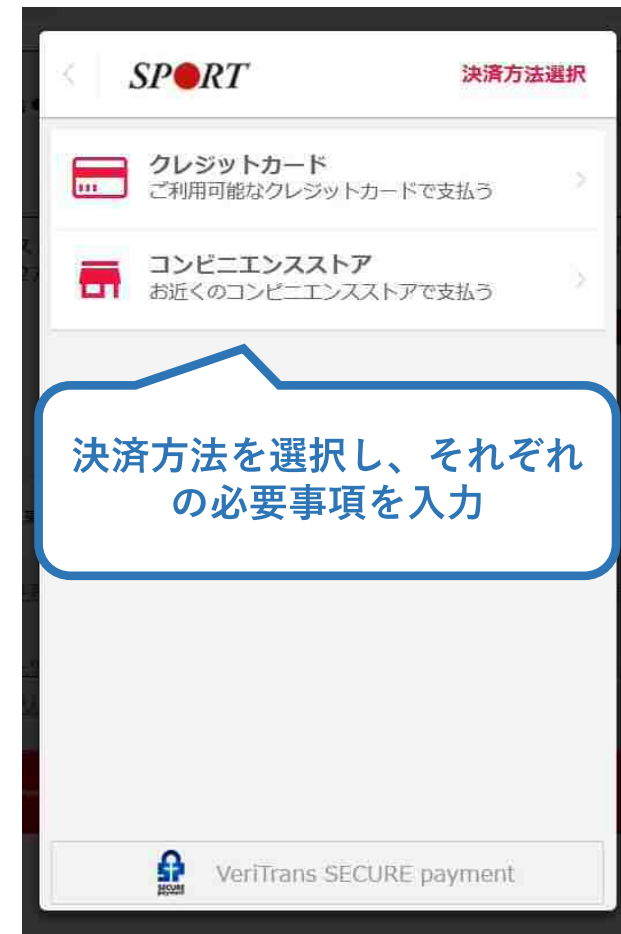 SPORT
決済方法選択
クレジットカード
ご利用可能なクレジットカードで支払う
コンビニエンスストア
お近くのコンビニエンスストアで支払う
決済方法を選択し、それぞれ
の必要事項を入力
SECURE
payment
VeriTrans SECURE payment